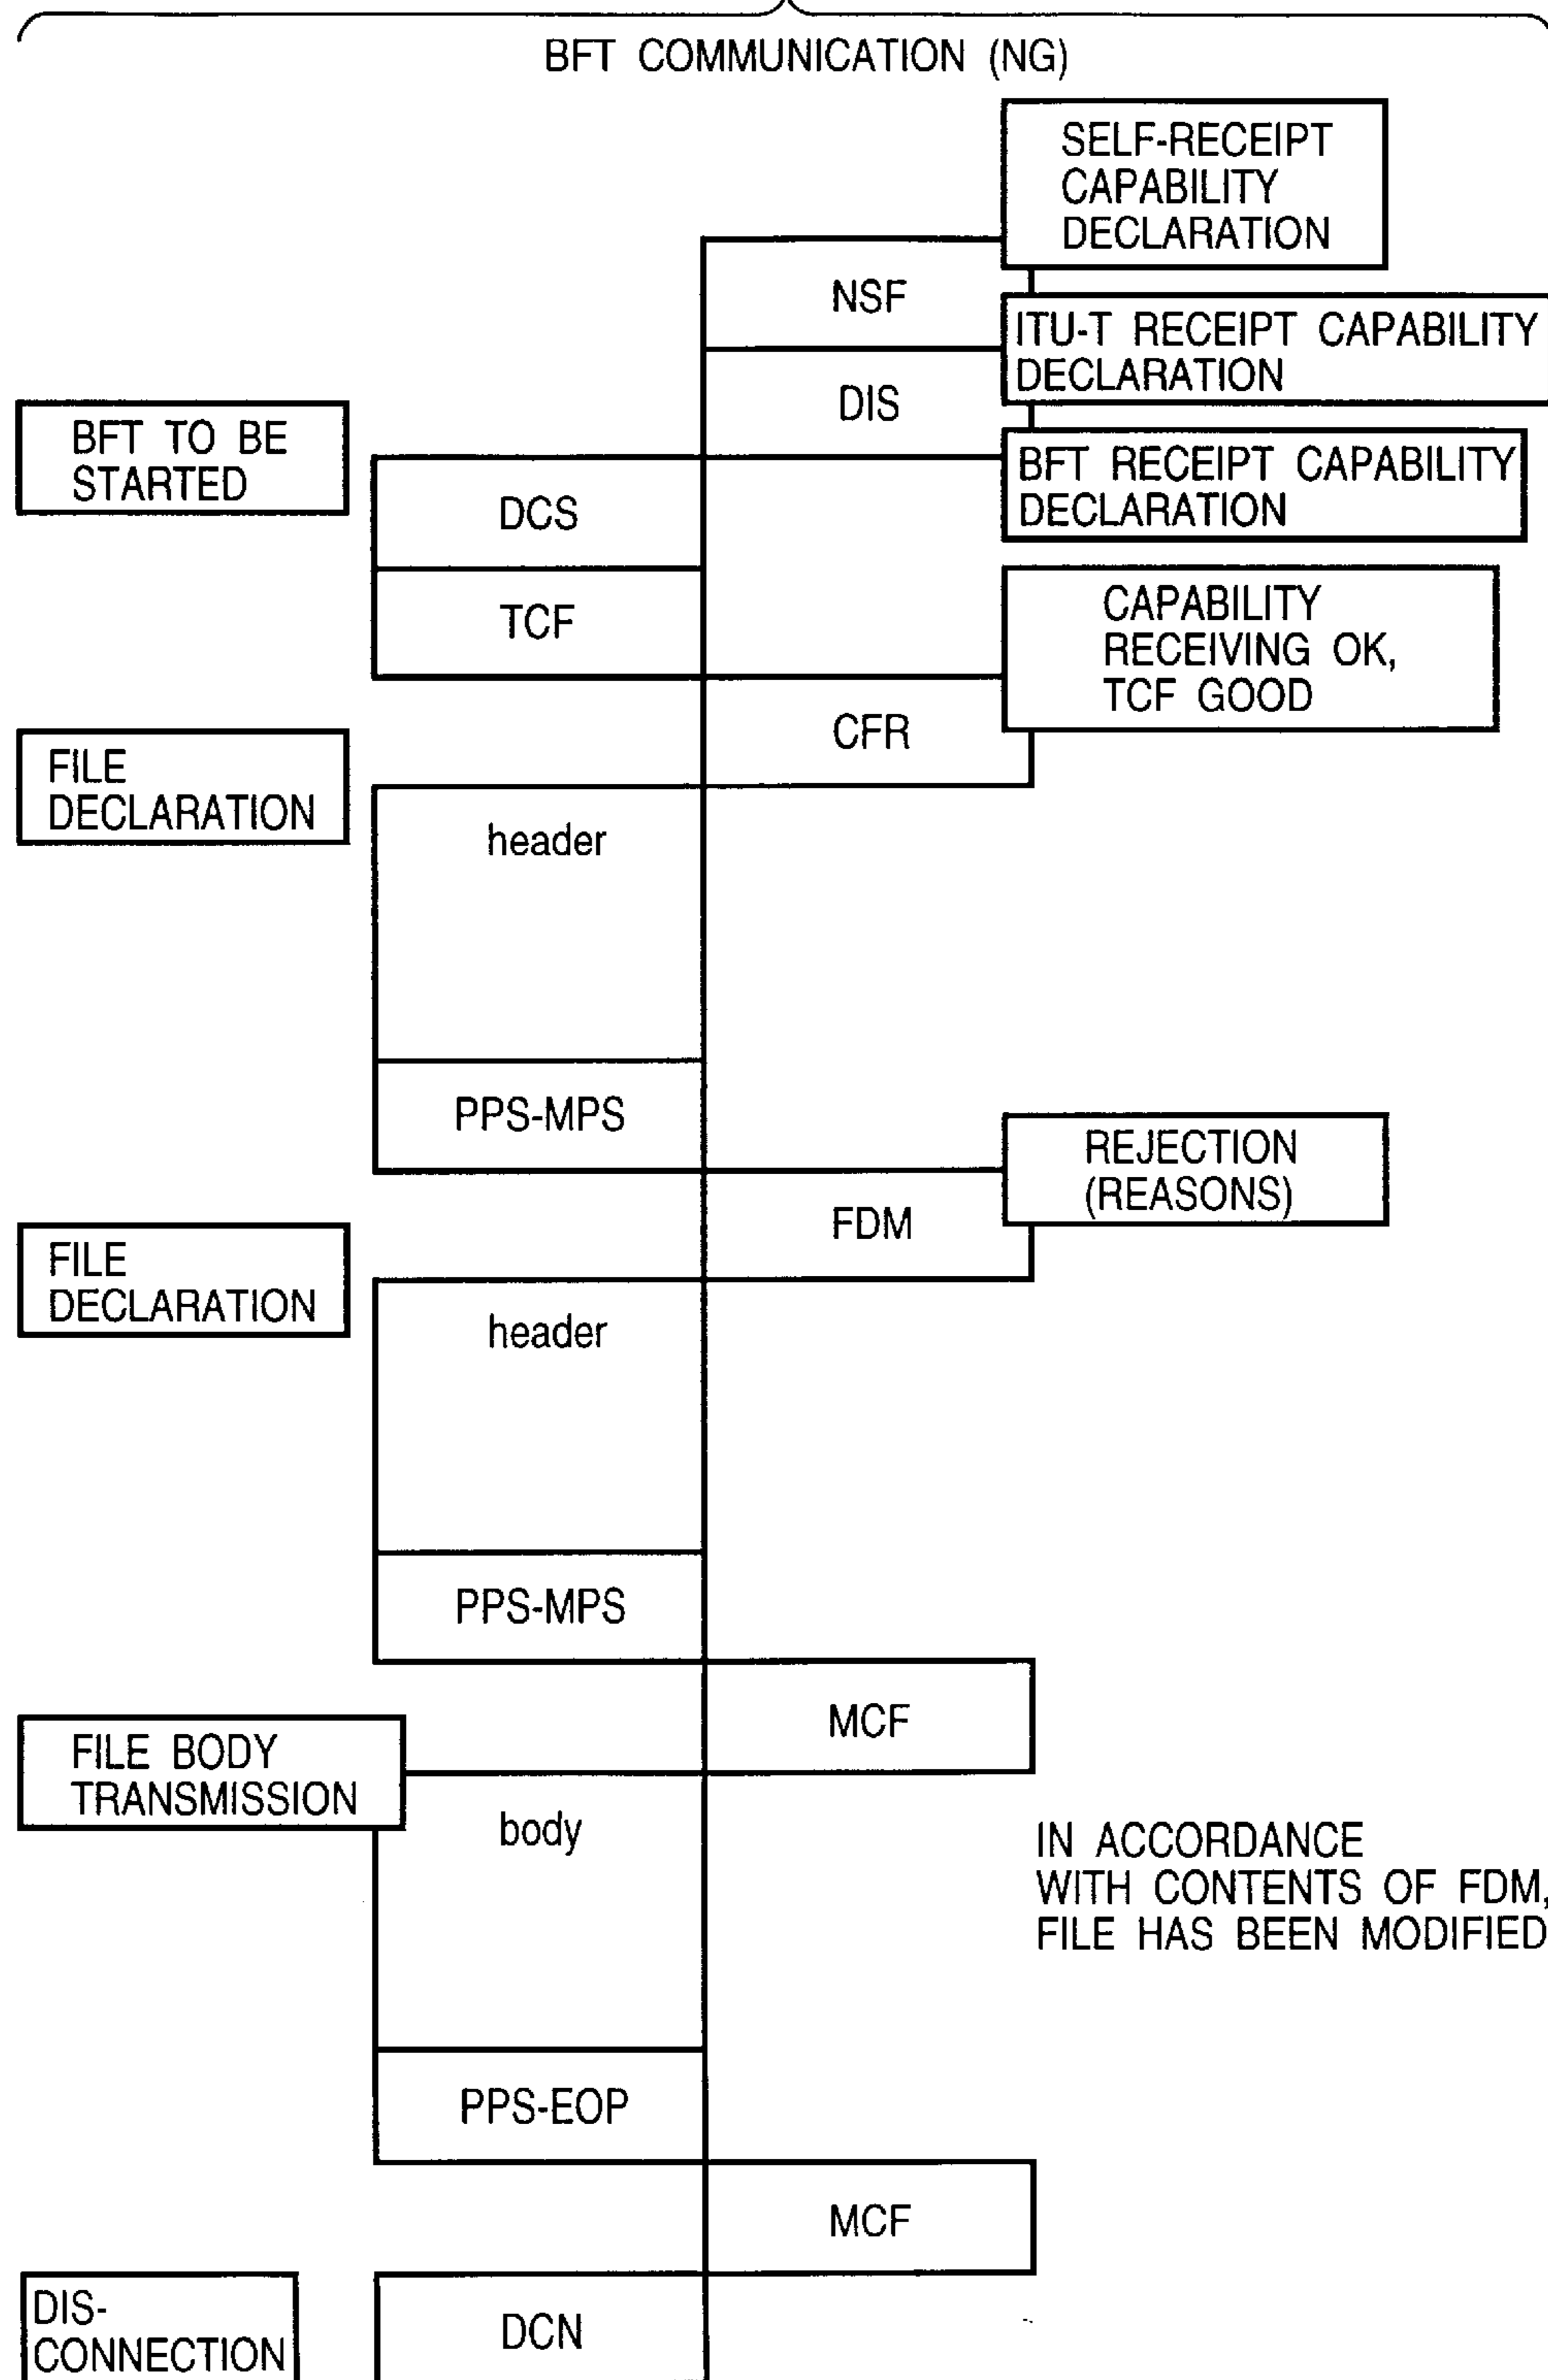 BFT COMMUNICATION (NG)
SELF-RECEIPT
CAPABILITY
DECLARATION
NSF
ITU-T RECEIPT CAPABILITY
DECLARATION
DIS
BFT TO BE
STARTED
BFT RECEIPT CAPABILITY
DECLARATION
DCS
TCF
CAPABILITY
RECEIVING OK,
TCF GOOD
CFR
FILE
DECLARATION
header
PPS-MPS
REJECTION
(REASONS)
FDM
FILE
DECLARATION
header
PPS-MPS
MCF
FILE BODY
TRANSMISSION
body
IN ACCORDANCE
WITH CONTENTS OF FDM,
FILE HAS BEEN MODIFIED
PPS-EOP
MCF
DIS-
CONNECTION
DCN